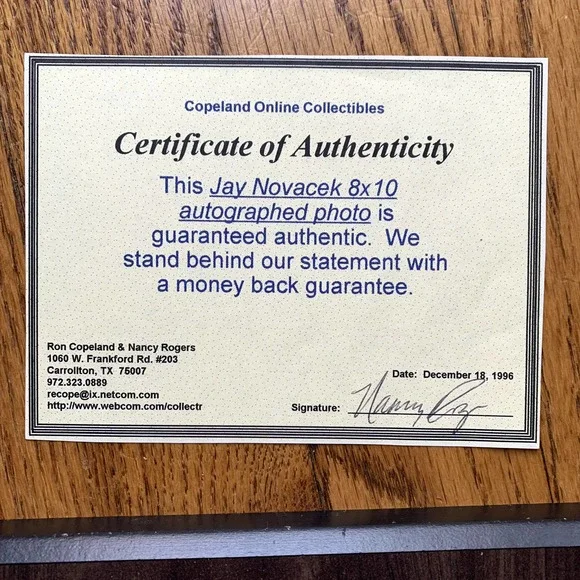 Copeland Online Collectibles
Certificate of Authenticity
This Jay Novacek 8x10
autographed photo is
guaranteed authentic. We
stand behind our statement with
a money back guarantee.
Ron Copeland & Nancy Rogers
1060 W. Frankford Rd. #203
Carrollton, TX 75007
972.323.0889
recope@ix.netcom.com
http://www.webcom/collectr
Date: December 18, 1996
Signature: Nancy Rogers